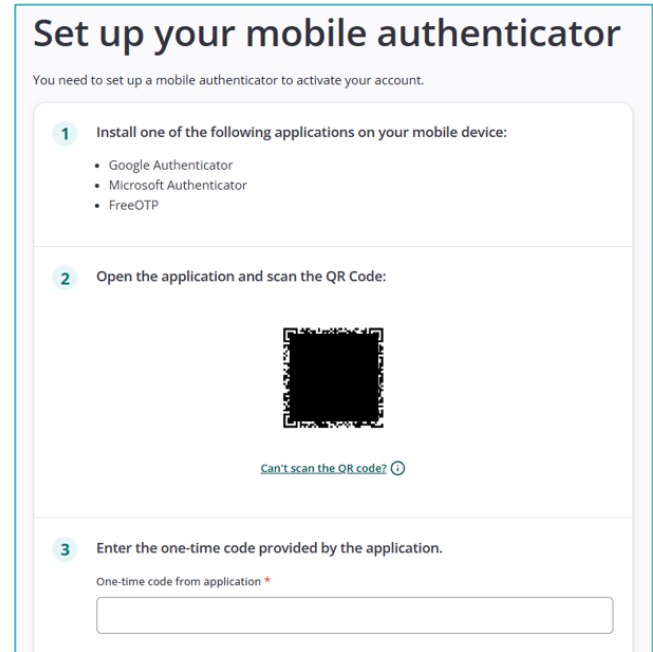 Set up your mobile authenticator
You need to set up a mobile authenticator to activate your account.
1 Install one of the following applications on your mobile device:
• Google Authenticator
• Microsoft Authenticator
• FreeOTP
2 Open the application and scan the QR Code:
Can't scan the QR code?
3 Enter the one-time code provided by the application.
One-time code from application *